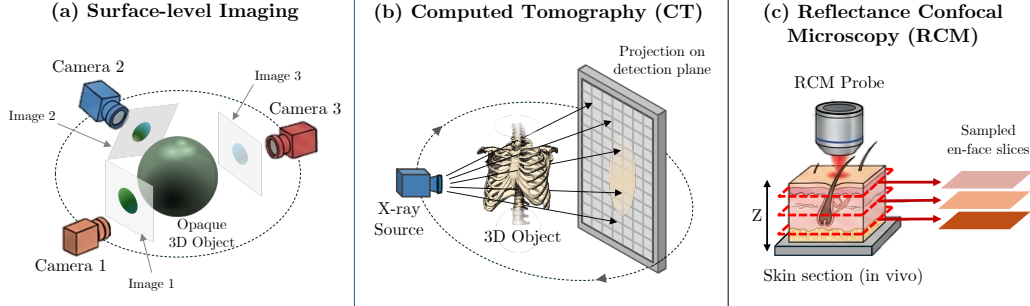 (a) Surface-level Imaging
Camera 2
Image 3
Camera 3
Image 2
Opaque
3D Object
Camera 1
Image 1
(b) Computed Tomography (CT)
Projection on
detection plane
X-ray
Source
3D Object
(c) Reflectance Confocal
Microscopy (RCM)
RCM Probe
Sampled
en-face slices
Z
Skin section (in vivo)